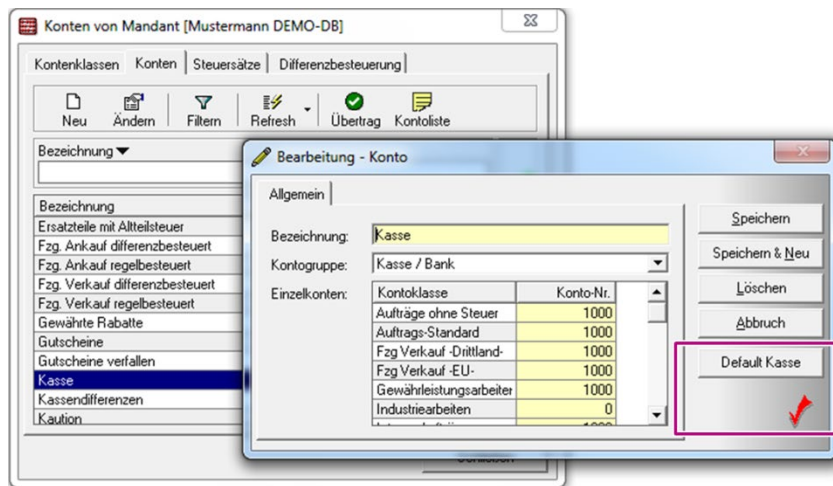 Konten von Mandant [Mustermann DEMO-DB]
Kontenklassen Konten Steuersätze Differenzbesteuerung
Neu Ändern Filtern Refresh Übertrag Kontoliste
Bezeichnung
Bezeichnung
Ersatzteile mit Altteilsteuer
Fzg. Ankauf differenzbesteuert
Fzg. Ankauf regelbesteuert
Fzg. Verkauf differenzbesteuert
Fzg. Verkauf regelbesteuert
Gewährte Rabatte
Gutscheine
Gutscheine verfallen
Kasse
Kassendifferenzen
Kaution
Bearbeitung - Konto
Allgemein
Bezeichnung: Kasse
Kontogruppe: Kasse / Bank
Einzelkonten: Kontoklasse Konto-Nr.
Aufträge ohne Steuer 1000
Auftrags-Standard 1000
Fzg Verkauf -Drittland- 1000
Fzg Verkauf -EU- 1000
Gewährleistungsarbeiter 1000
Industriearbeiten 0
Speichern
Speichern & Neu
Löschen
Abbruch
Default Kasse